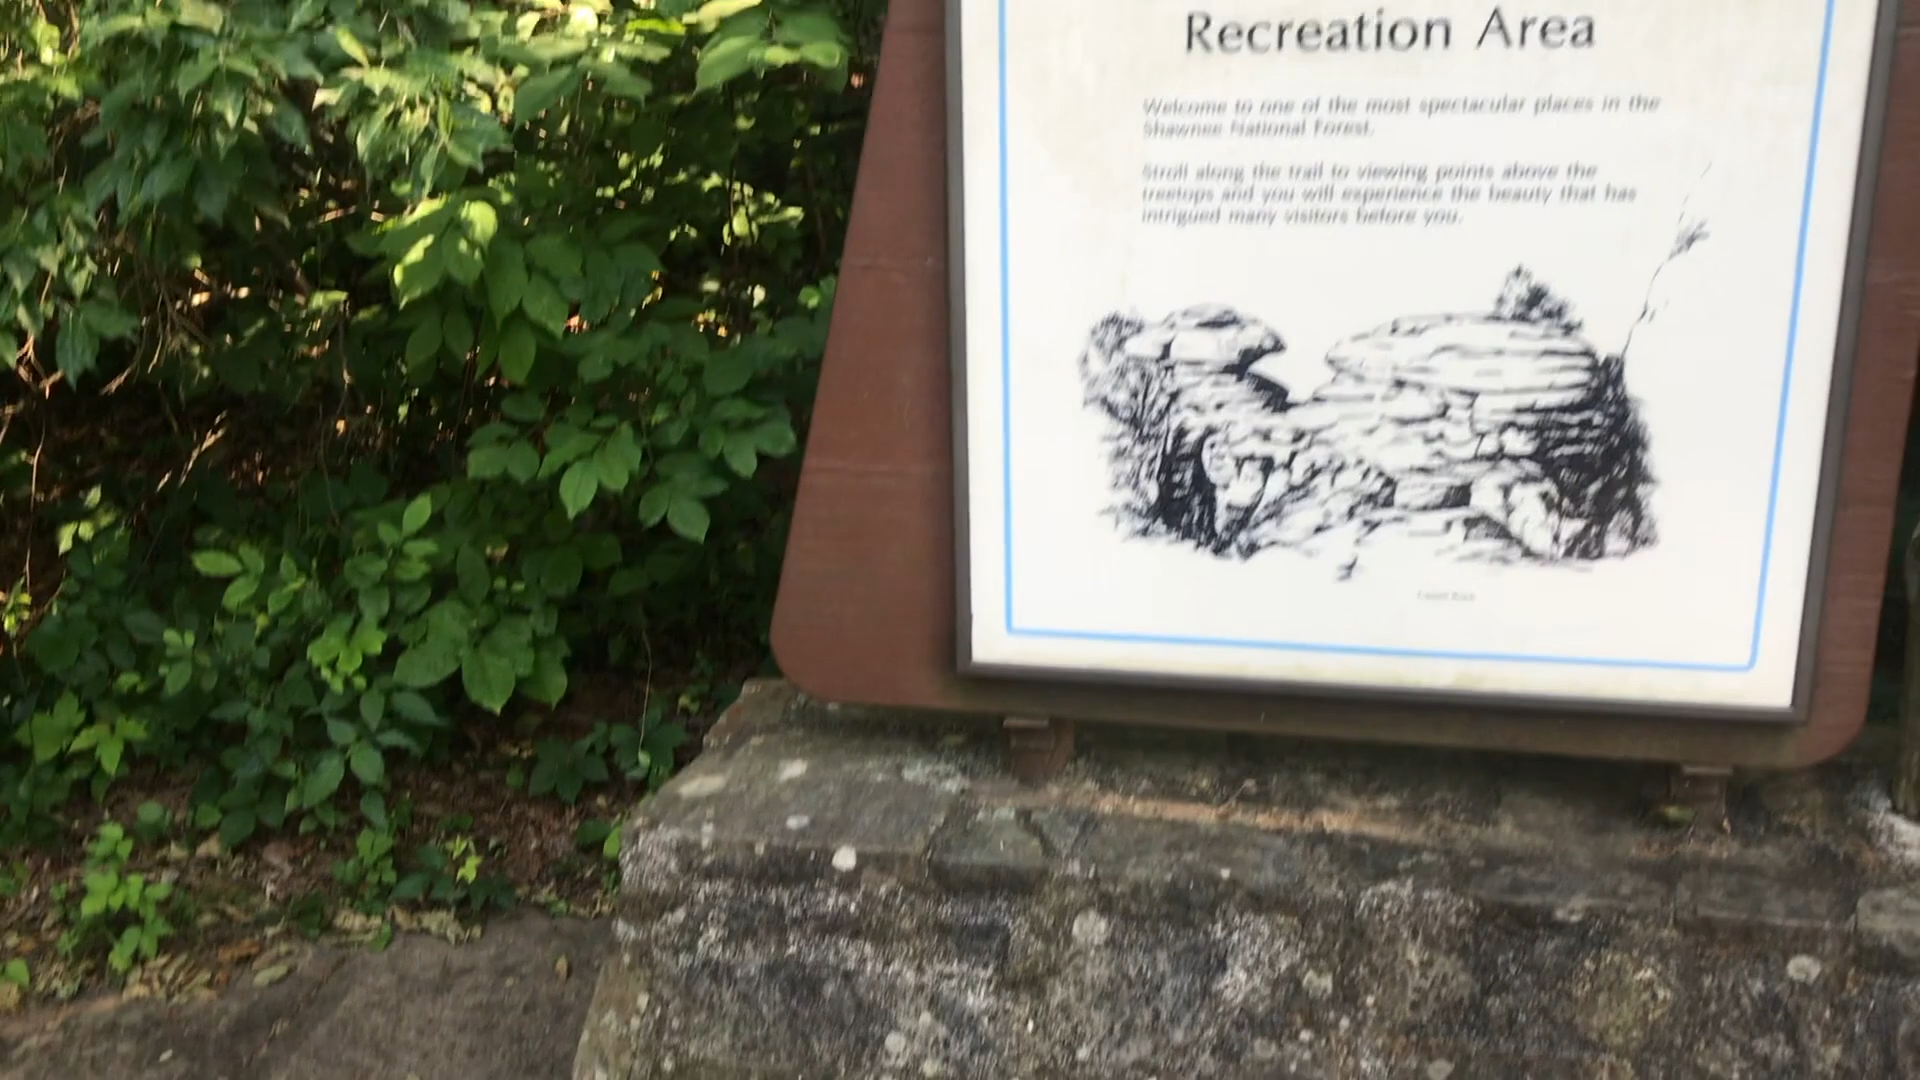 Recreation Area
Welcome to one of the most spectacular places in the
Shawnee National Forest.
Stroll along the trail to viewing points above the
treetops and you will experience the beauty that has
intrigued many visitors before you.